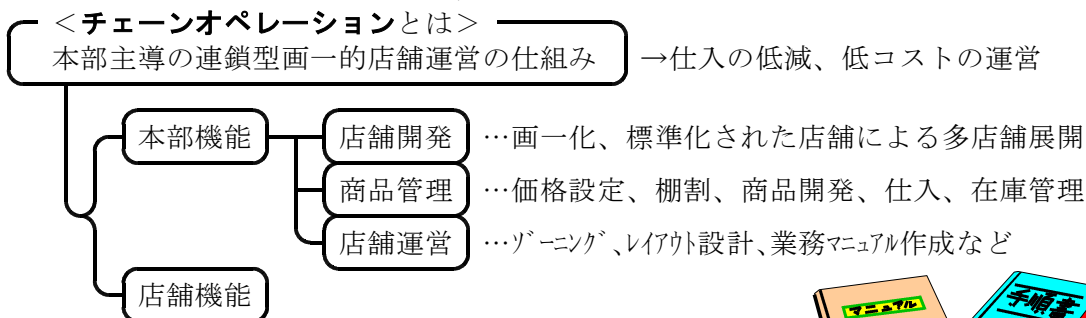 ＜チェーンオペレーションとは＞
本部主導の連鎖型画一的店舗運営の仕組み →仕入の低減、低コストの運営
本部機能 店舗開発 …画一化、標準化された店舗による多店舗展開
商品管理 …価格設定、棚割、商品開発、仕入、在庫管理
店舗運営 …ｿﾞｰﾆﾝｸﾞ、ﾚｲｱｳﾄ設計、業務ﾏﾆｭｱﾙ作成など
店舗機能
マニュアル
手順書